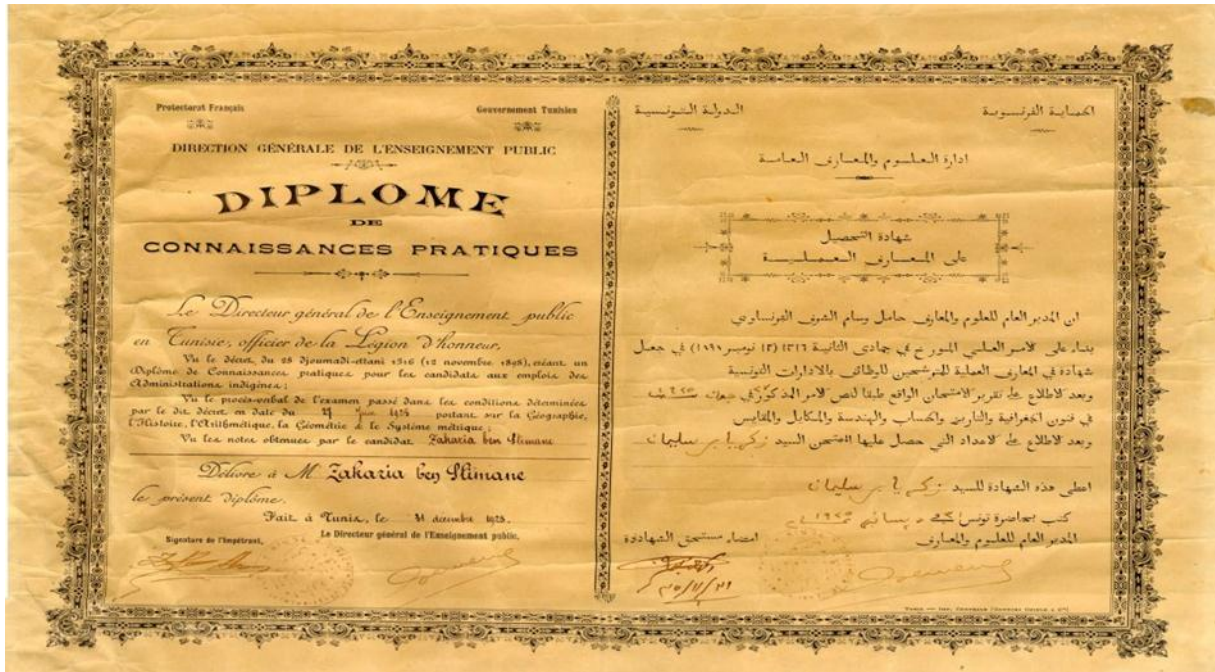 Protectorat Français
Gouvernement Tunisien
DIRECTION GÉNÉRALE DE L'ENSEIGNEMENT PUBLIC
DIPLOME
DE
CONNAISSANCES PRATIQUES
Le Directeur général de l'Enseignement public
en Tunisie, officier de la Légion d'honneur,
Vu le décret du 28 djoumadi-ettani 1316 (12 novembre 1898), créant un
Diplôme de Connaissances pratiques pour les candidats aux emplois des
Administrations indigènes;
Vu le procès-verbal de l'examen passé dans les conditions déterminées
par le dit décret en date du 27 1925 portant sur la Géographie,
l'Histoire, l'Arithmétique, la Géométrie & le Système métrique;
Vu les notes obtenues par le candidat Zakaria ben Slimane
Délivre à M Zakaria ben Slimane
le présent diplôme.
Fait à Tunis, le 31 décembre 1925.
Signature de l'Impétrant,
Le Directeur général de l'Enseignement public,
الحماية الفرنسوية
الدولة التونسية
ادارة العلوم والمعارف العامة
شهادة التحصيل
على المعارف العملية
ان المدير العام للعلوم والمعارف حامل وسام الشرف الفرنساوي
بناء على الامر العلي المورخ في جمادى الثانية ١٣١٦ (١٢ نومبر ١٨٩٨) في جعل
شهادة في المعارف العملية للمترشحين للوظائف بالادارات التونسية
وبعد الاطلاع على تقرير الامتحان الواقع طبقا لنص الامر المذكور في
في فنون الجغرافية والتاريخ والحساب والهندسة والمكاييل والمقاييس
وبعد الاطلاع على الاعداد التي حصل عليها الممتحن السيد زكرياء بن سليمان
اعطى هذه الشهادة للسيد زكرياء بن سليمان
كتب بحاضرة تونس في
المدير العام للعلوم والمعارف
امضاء مستحق الشهادة